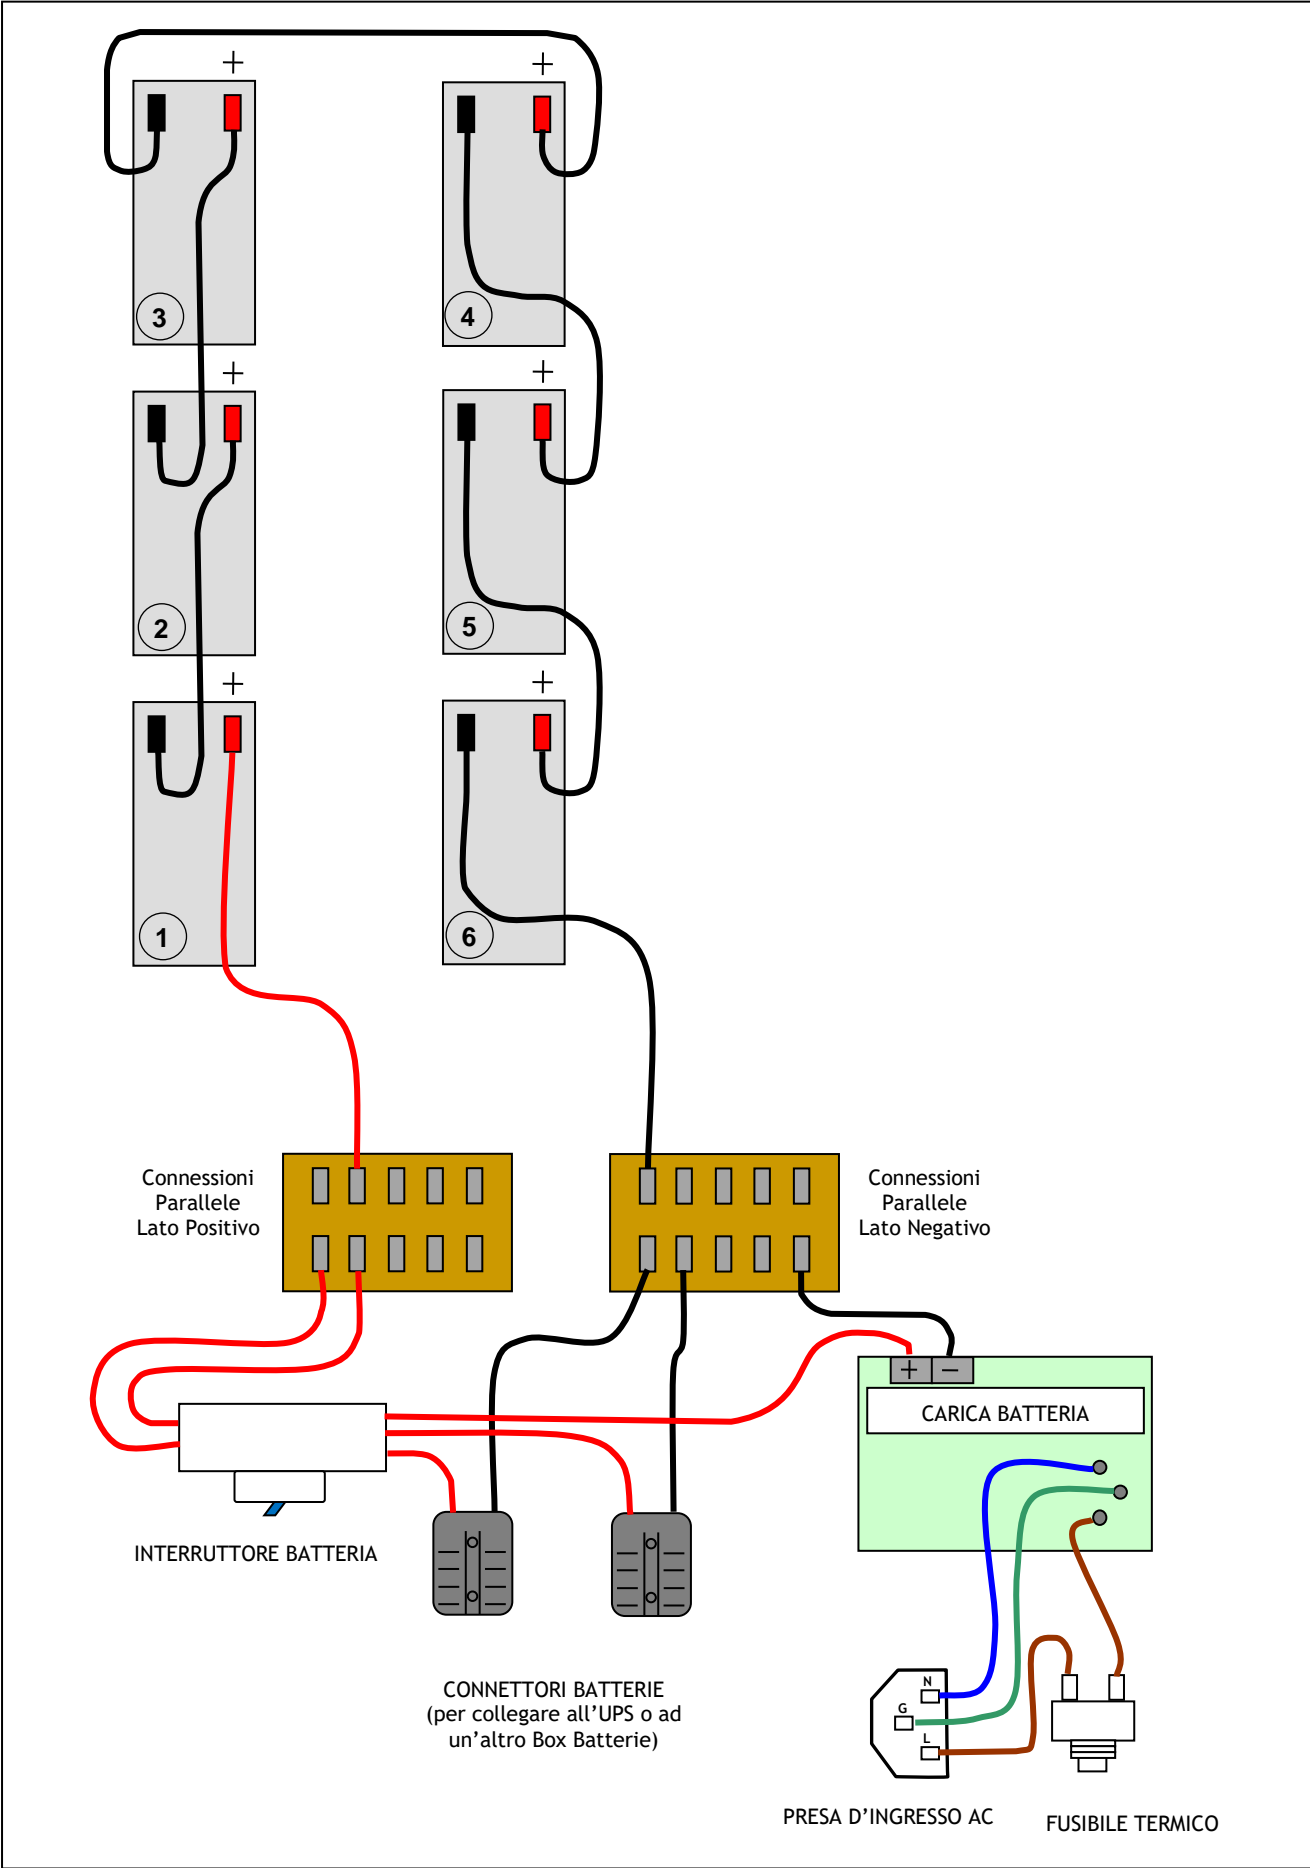 +
+
3
4
+
+
2
5
+
+
1
6
Connessioni
Parallele
Lato Positivo
Connessioni
Parallele
Lato Negativo
+ −
CARICA BATTERIA
INTERRUTTORE BATTERIA
CONNETTORI BATTERIE
(per collegare all’UPS o ad
un’altro Box Batterie)
N
G
L
PRESA D’INGRESSO AC
FUSIBILE TERMICO